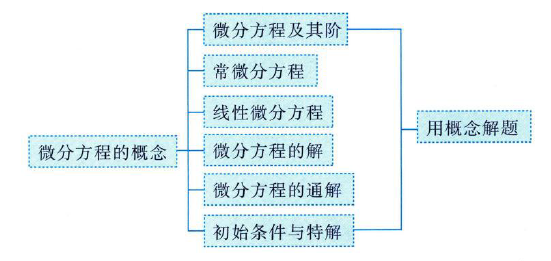 微分方程及其阶
常微分方程
线性微分方程
微分方程的概念
微分方程的解
微分方程的通解
初始条件与特解
用概念解题